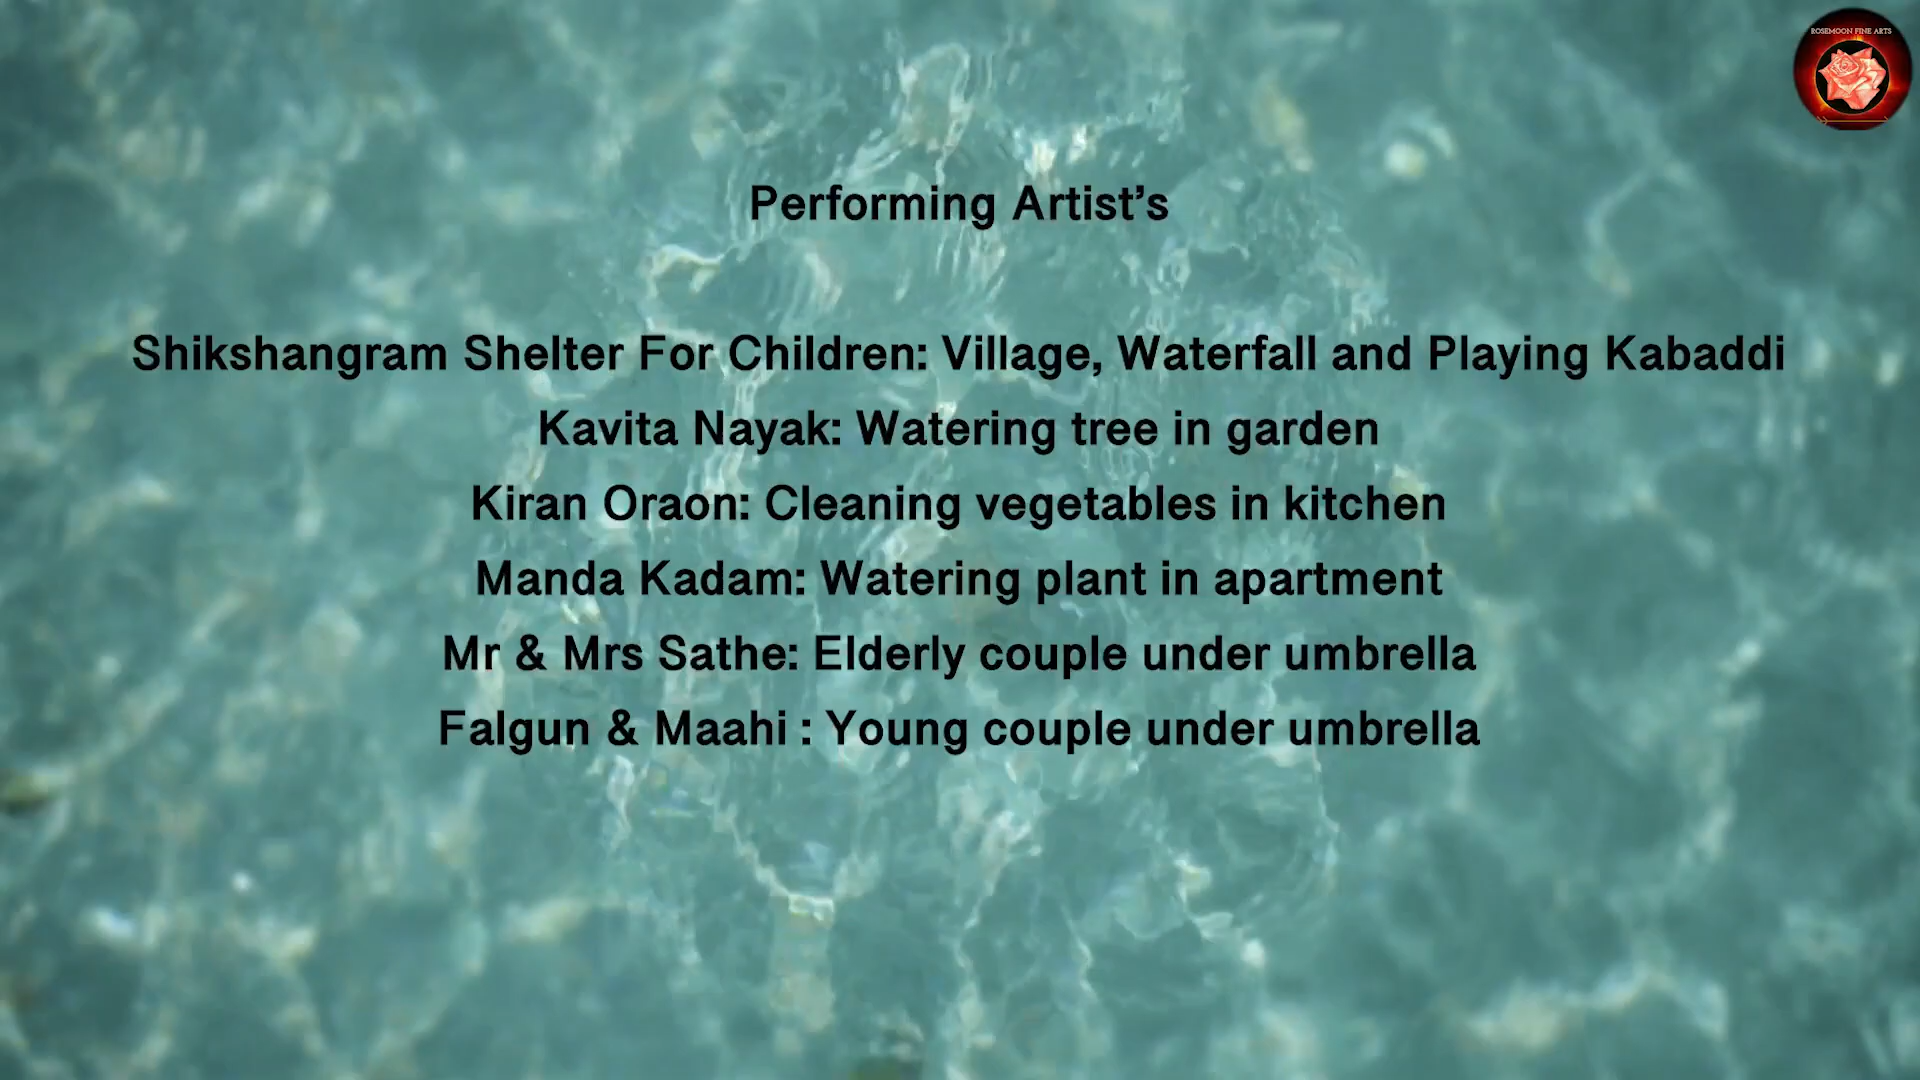 ROSEMOON FINE ARTS
Performing Artist’s
Shikshangram Shelter For Children: Village, Waterfall and Playing Kabaddi
Kavita Nayak: Watering tree in garden
Kiran Oraon: Cleaning vegetables in kitchen
Manda Kadam: Watering plant in apartment
Mr & Mrs Sathe: Elderly couple under umbrella
Falgun & Maahi : Young couple under umbrella